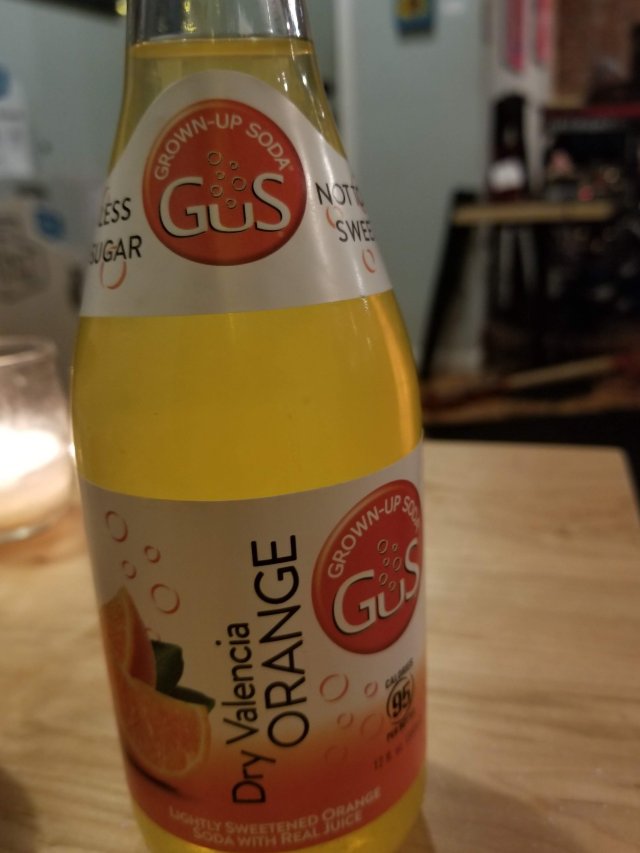 GROWN-UP SODA
GuS
LESS
SUGAR
NOT
SWEE
GROWN-UP SODA
GuS
Dry Valencia
ORANGE
CALORIES
95
LIGHTLY SWEETENED ORANGE
SODA WITH REAL JUICE